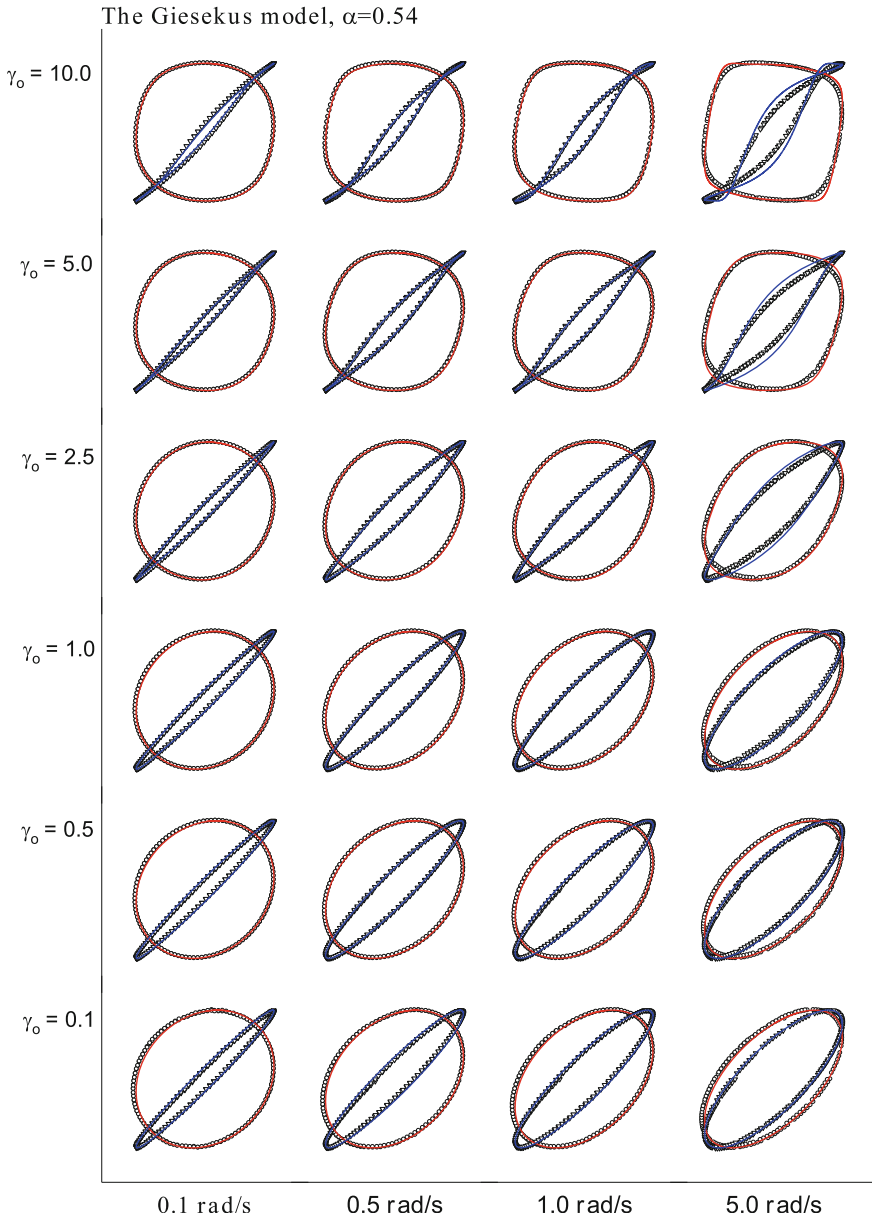 The Giesekus model, α=0.54
γo = 10.0
γo = 5.0
γo = 2.5
γo = 1.0
γo = 0.5
γo = 0.1
0.1 rad/s 0.5 rad/s 1.0 rad/s 5.0 rad/s